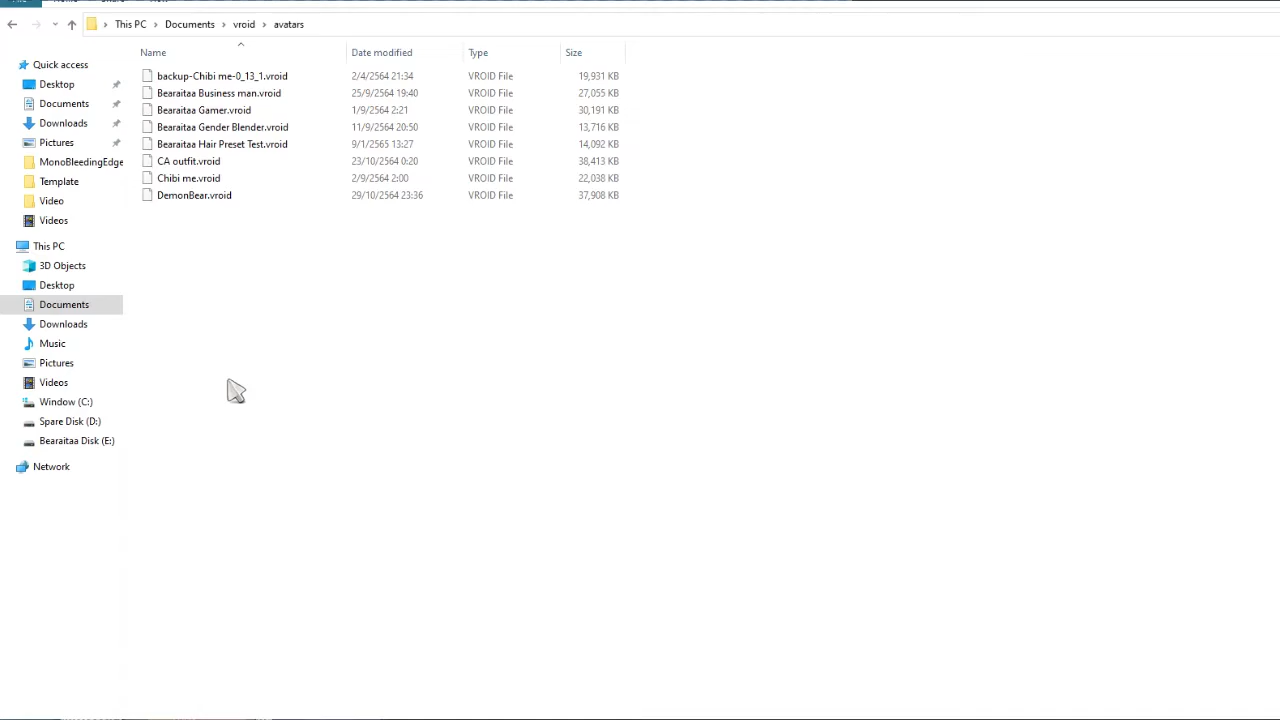 This PC > Documents > vroid > avatars
Name Date modified Type Size
Quick access
Desktop
Documents
Downloads
Pictures
MonoBleedingEdge
Template
Video
Videos
This PC
3D Objects
Desktop
Documents
Downloads
Music
Pictures
Videos
Window (C:)
Spare Disk (D:)
Bearaitaa Disk (E:)
Network
backup-Chibi me-0_13_1.vroid 2/4/2564 21:34 VROID File 19,931 KB
Bearaitaa Business man.vroid 25/9/2564 19:40 VROID File 27,055 KB
Bearaitaa Gamer.vroid 1/9/2564 2:21 VROID File 30,191 KB
Bearaitaa Gender Blender.vroid 11/9/2564 20:50 VROID File 13,716 KB
Bearaitaa Hair Preset Test.vroid 9/1/2565 13:27 VROID File 14,092 KB
CA outfit.vroid 23/10/2564 0:20 VROID File 38,413 KB
Chibi me.vroid 2/9/2564 2:00 VROID File 22,038 KB
DemonBear.vroid 29/10/2564 23:36 VROID File 37,908 KB